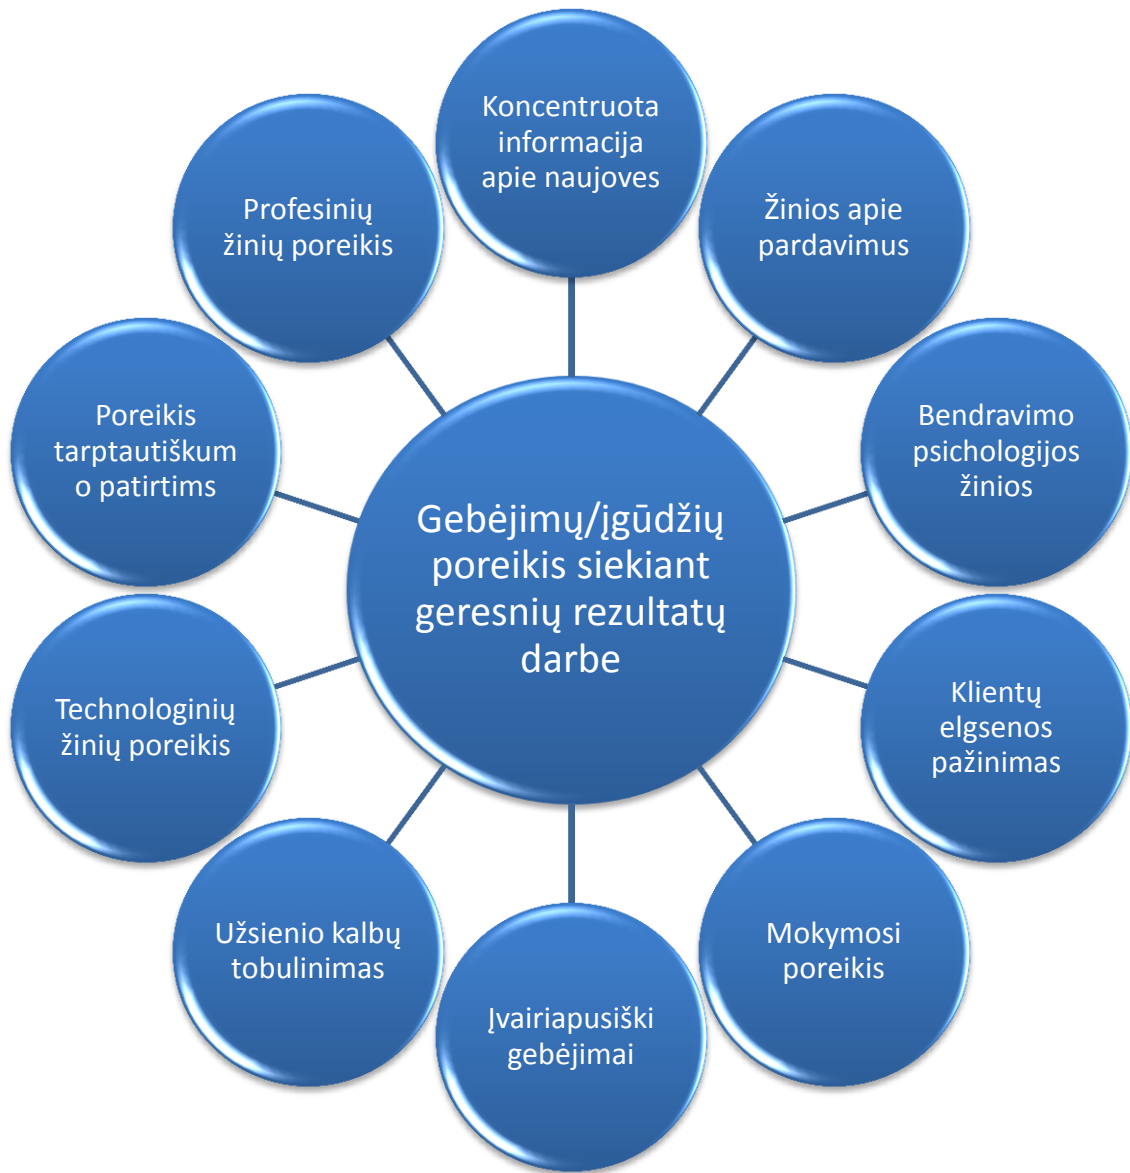 Koncentruota
informacija
apie naujoves
Žinios apie
pardavimus
Bendravimo
psichologijos
žinios
Klientų
elgsenos
pažinimas
Mokymosi
poreikis
Įvairiapusiški
gebėjimai
Užsienio kalbų
tobulinimas
Technologinių
žinių poreikis
Poreikis
tarptautiškum
o patirtims
Profesinių
žinių poreikis
Gebėjimų/įgūdžių
poreikis siekiant
geresnių rezultatų
darbe